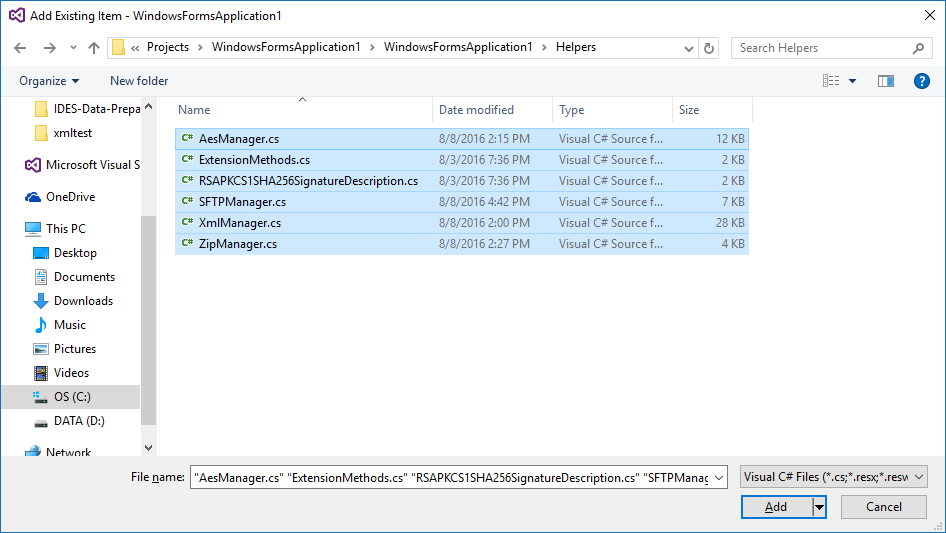 Add Existing Item - WindowsFormsApplication1
« Projects > WindowsFormsApplication1 > WindowsFormsApplication1 > Helpers
Search Helpers
Organize New folder
Name Date modified Type Size
IDES-Data-Prepa
xmltest
Microsoft Visual S
OneDrive
This PC
Desktop
Documents
Downloads
Music
Pictures
Videos
OS (C:)
DATA (D:)
Network
AesManager.cs 8/8/2016 2:15 PM Visual C# Source f... 12 KB
ExtensionMethods.cs 8/3/2016 7:36 PM Visual C# Source f... 2 KB
RSAPKCS1SHA256SignatureDescription.cs 8/3/2016 7:36 PM Visual C# Source f... 2 KB
SFTPManager.cs 8/8/2016 4:42 PM Visual C# Source f... 7 KB
XmlManager.cs 8/8/2016 2:00 PM Visual C# Source f... 28 KB
ZipManager.cs 8/8/2016 2:27 PM Visual C# Source f... 4 KB
File name: "AesManager.cs" "ExtensionMethods.cs" "RSAPKCS1SHA256SignatureDescription.cs" "SFTPManag
Visual C# Files (*.cs;*.resx;*.resw
Add Cancel